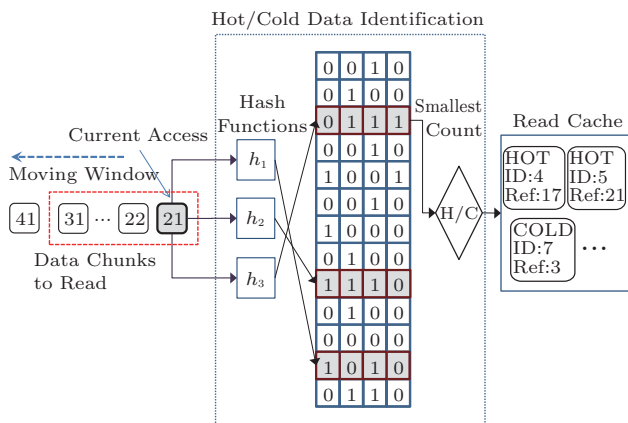 Hot/Cold Data Identification
0 0 1 0
0 1 0 0
0 1 1 1
0 0 1 0
1 0 0 1
0 0 1 0
1 0 0 0
0 1 0 0
1 1 1 0
0 1 0 0
0 0 0 0
1 0 1 0
0 1 1 0
Hash
Functions
h1
h2
h3
Smallest
Count
H/C
Read Cache
HOT
ID:4
Ref:17
HOT
ID:5
Ref:21
COLD
ID:7
Ref:3
...
Current Access
Moving Window
41 31 ... 22 21
Data Chunks
to Read